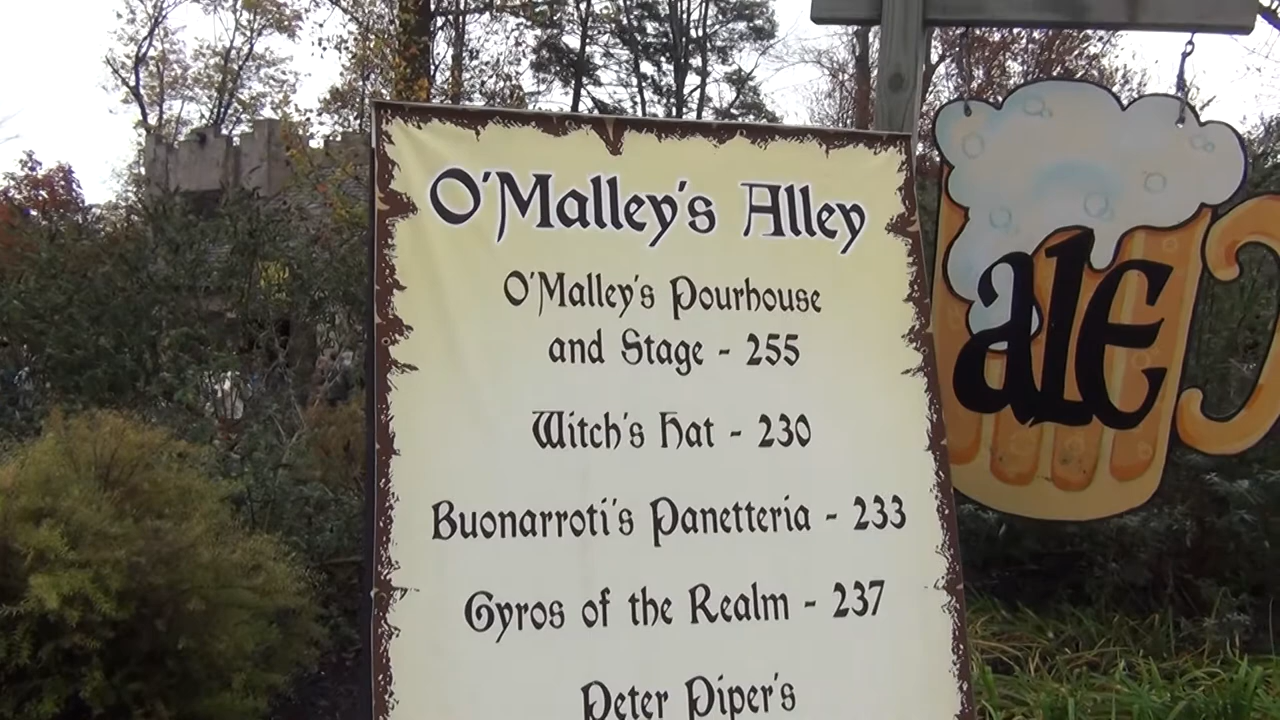 O'Malley's Alley
O'Malley's Pourhouse
and Stage - 255
Witch's Hat - 230
Buonarroti's Panetteria - 233
Gyros of the Realm - 237
Peter Piper's
ale